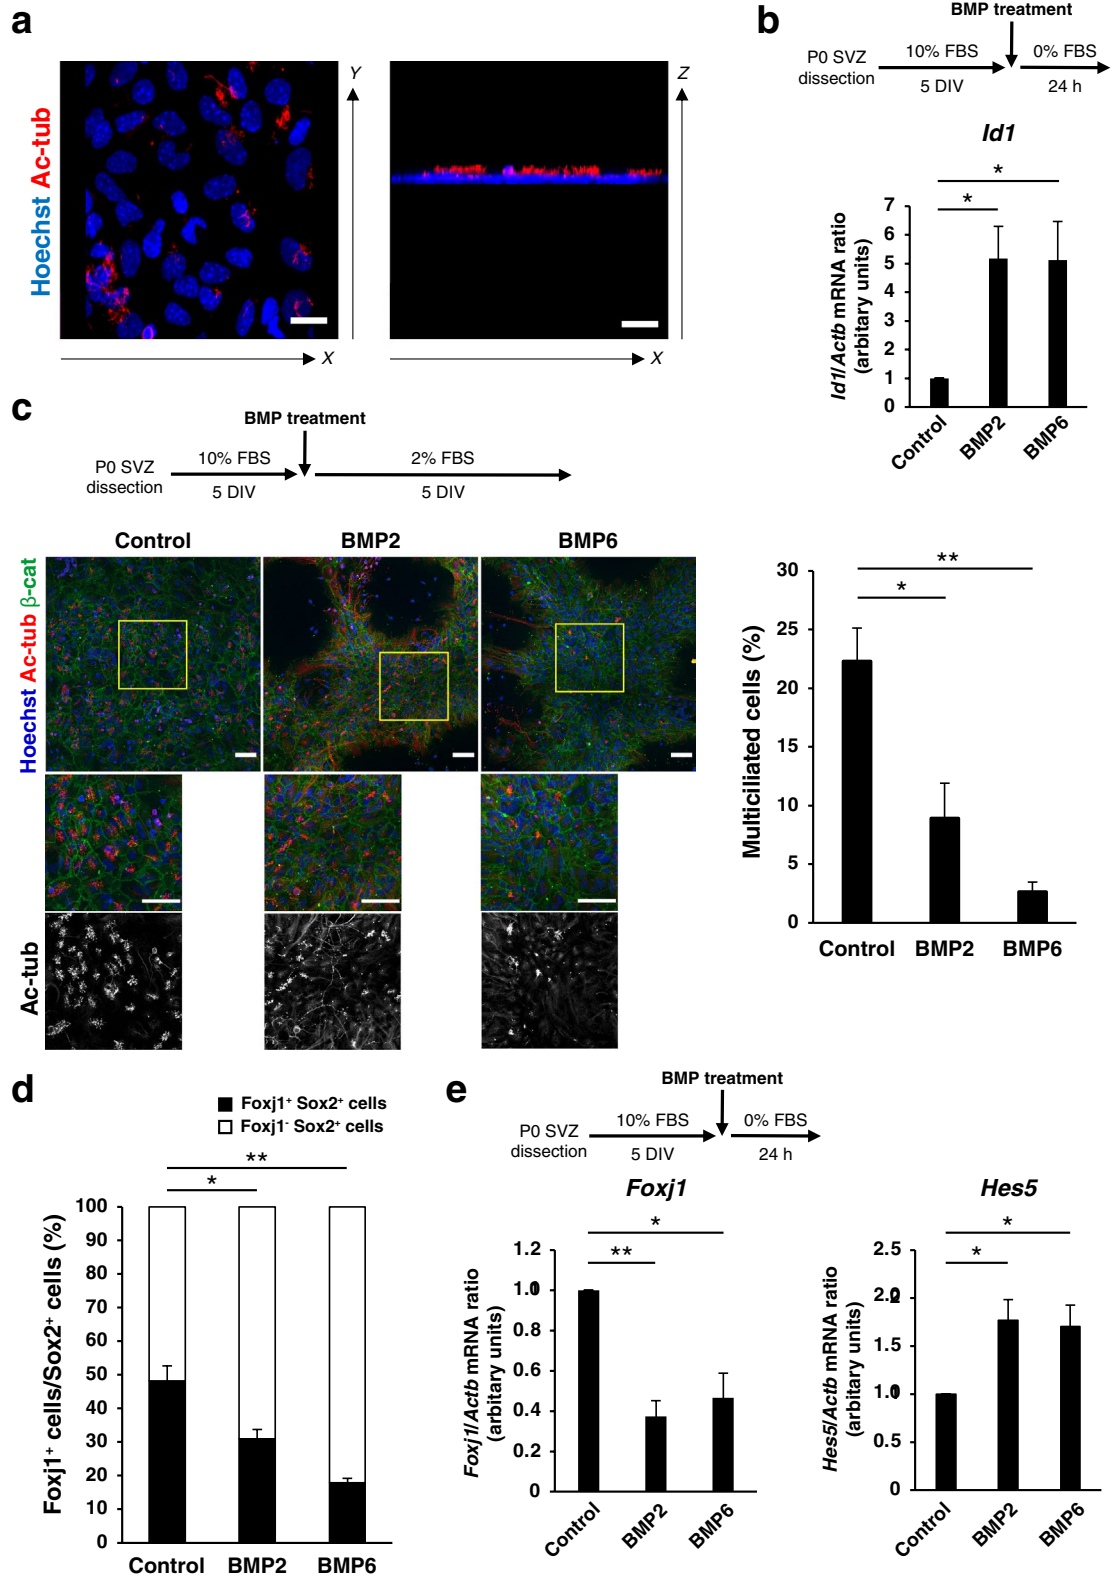 a
Hoechst Ac-tub
Y
X
Z
X
b
BMP treatment
P0 SVZ
dissection
10% FBS
5 DIV
0% FBS
24 h
Id1
*
*
Id1/Actb mRNA ratio
(arbitary units)
7
6
5
4
3
2
1
0
Control
BMP2
BMP6
c
BMP treatment
P0 SVZ
dissection
10% FBS
5 DIV
2% FBS
5 DIV
Control
BMP2
BMP6
Hoechst Ac-tub β-cat
Ac-tub
**
*
Multiciliated cells (%)
30
25
20
15
10
5
0
Control
BMP2
BMP6
d
Foxj1+ Sox2+ cells
Foxj1- Sox2+ cells
**
*
Foxj1+ cells/Sox2+ cells (%)
100
90
80
70
60
50
40
30
20
10
0
Control
BMP2
BMP6
e
BMP treatment
P0 SVZ
dissection
10% FBS
5 DIV
0% FBS
24 h
Foxj1
*
**
Foxj1/Actb mRNA ratio
(arbitary units)
1.2
1.0
0.8
0.6
0.4
0.2
0
Control
BMP2
BMP6
Hes5
*
*
Hes5/Actb mRNA ratio
(arbitary units)
2.5
2.0
1.5
1.0
0.5
0
Control
BMP2
BMP6